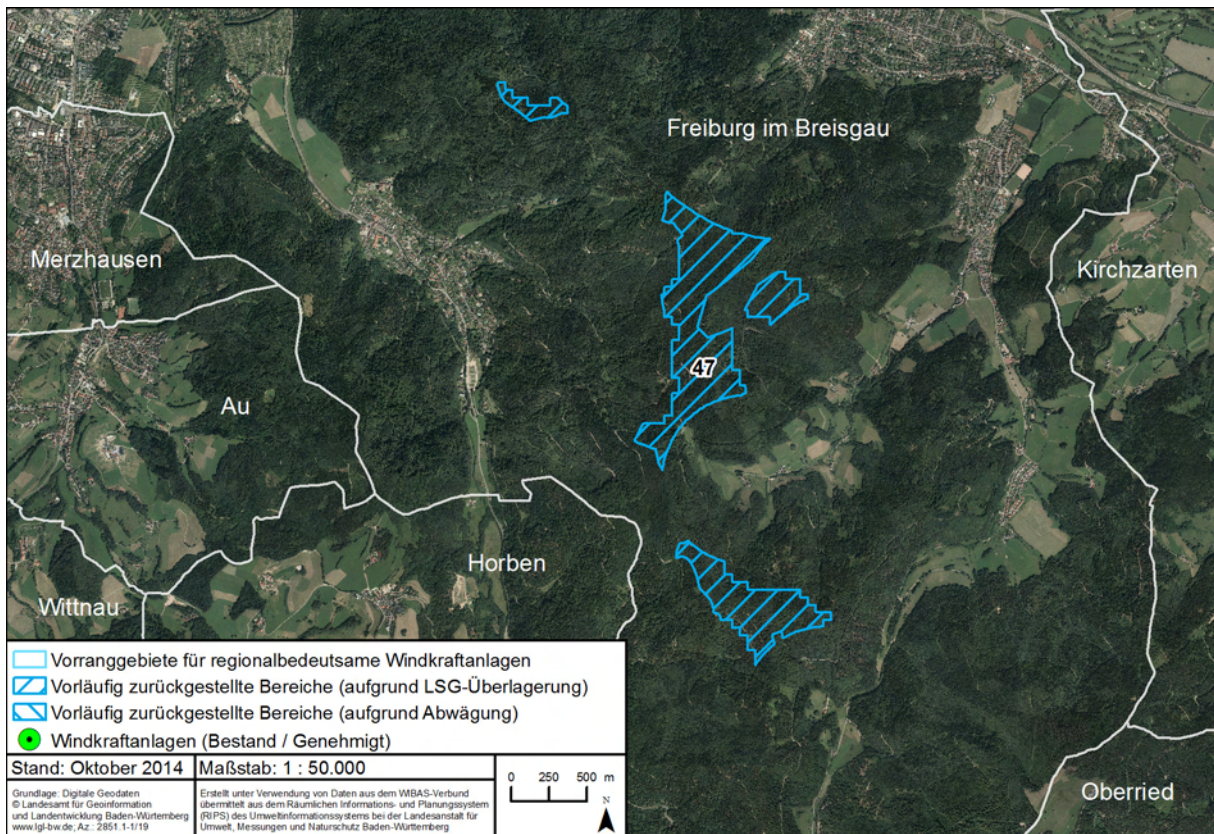 Freiburg im Breisgau
Merzhausen
Kirchzarten
47
Au
Horben
Wittnau
Oberried
Vorranggebiete für regionalbedeutsame Windkraftanlagen
Vorläufig zurückgestellte Bereiche (aufgrund LSG-Überlagerung)
Vorläufig zurückgestellte Bereiche (aufgrund Abwägung)
Windkraftanlagen (Bestand / Genehmigt)
Stand: Oktober 2014
Maßstab: 1 : 50.000
Grundlage: Digitale Geodaten
© Landesamt für Geoinformation
und Landentwicklung Baden-Würtemberg
www.lgl-bw.de; Az.: 2851.1-1/19
Erstellt unter Verwendung von Daten aus dem WIBAS-Verbund
übermittelt aus dem Räumlichen Informations- und Planungssystem
(RIPS) des Umweltinformationssystems bei der Landesanstalt für
Umwelt, Messungen und Naturschutz Baden-Württemberg
0 250 500 m
N